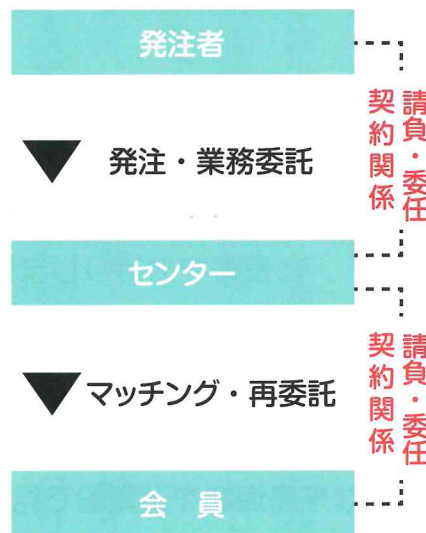 発注者
発注・業務委託
請負・委任
契約関係
センター
マッチング・再委託
請負・委任
契約関係
会員